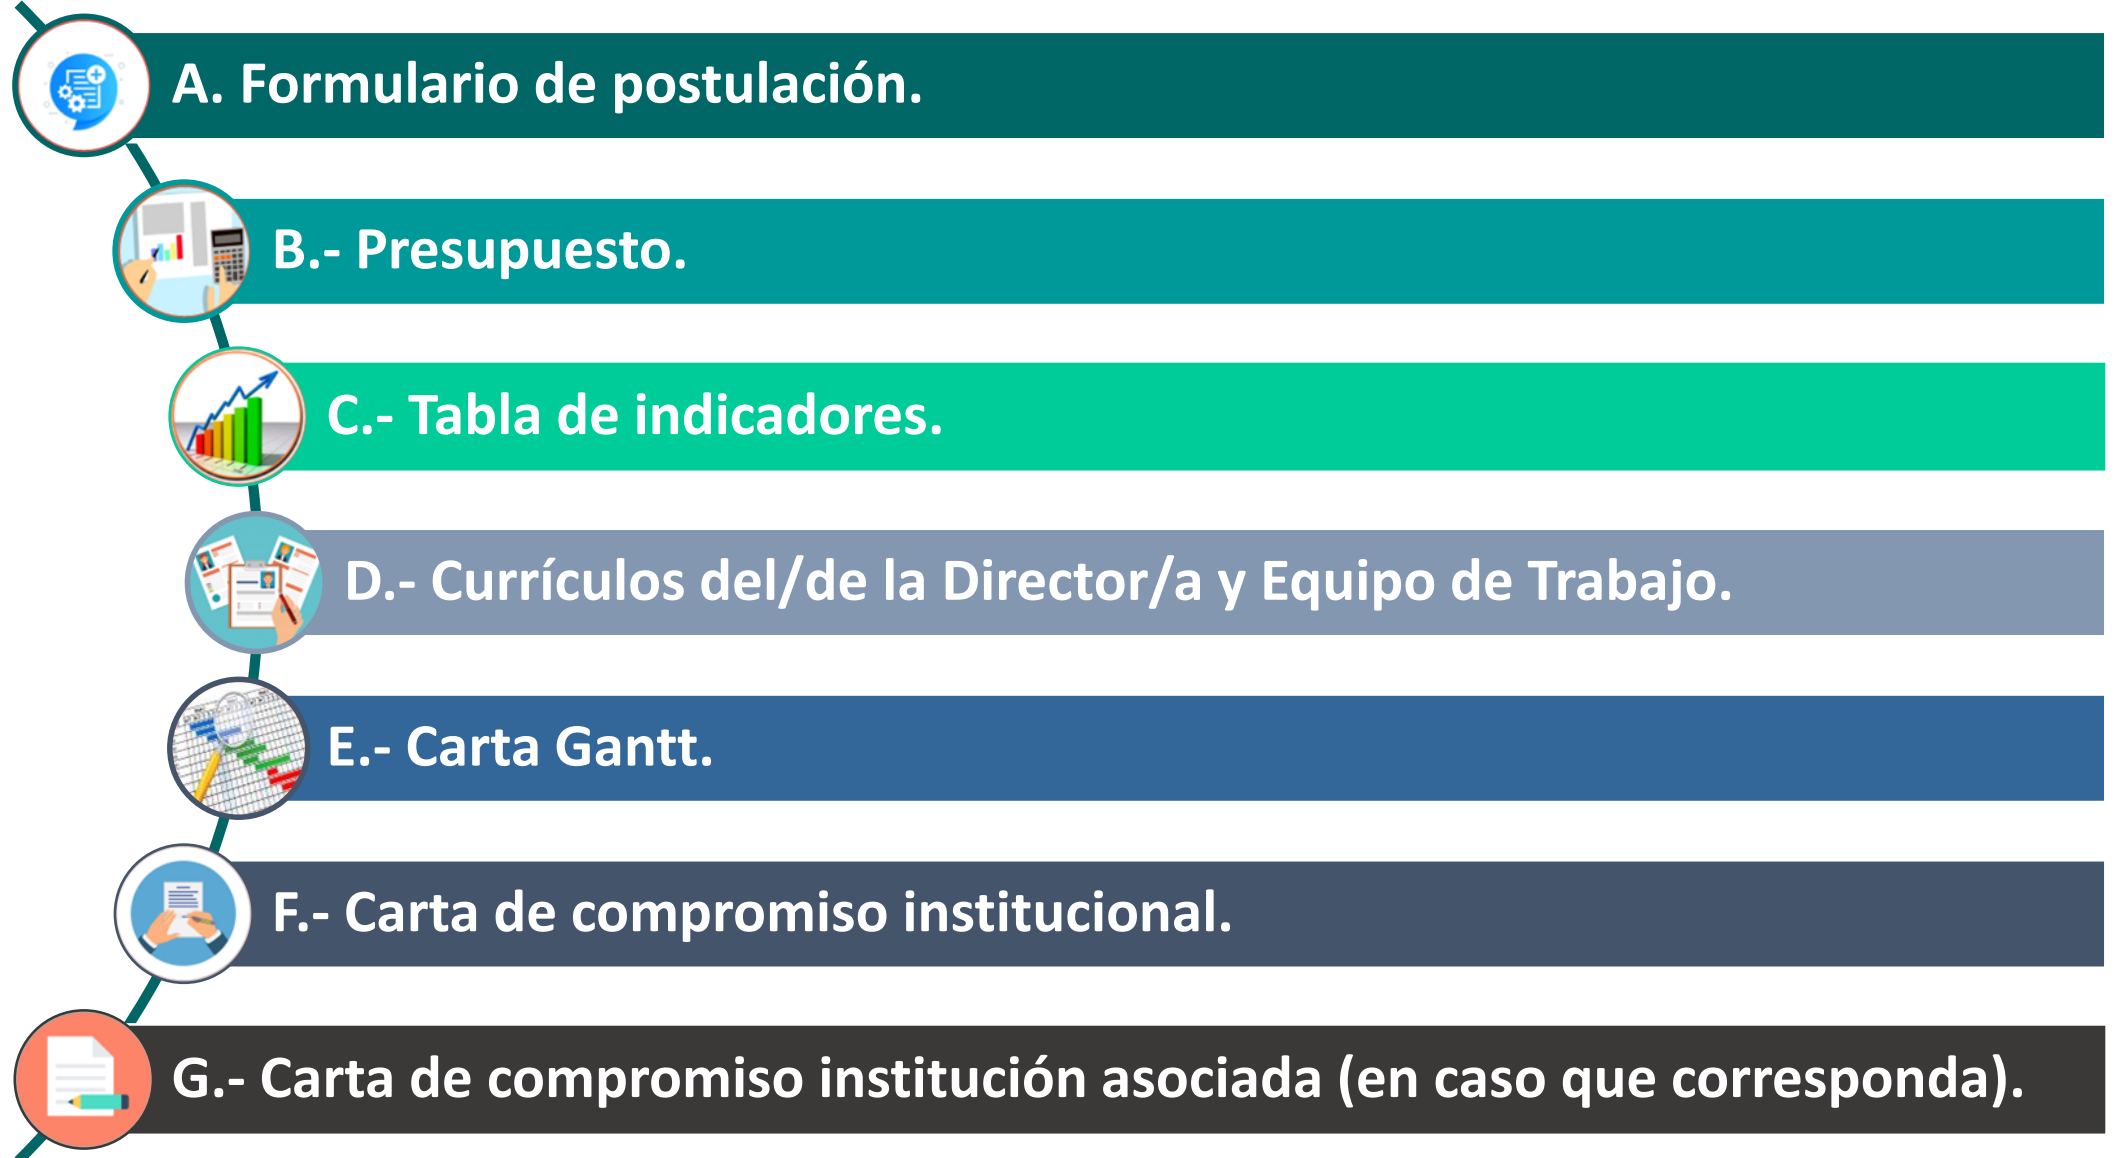 A. Formulario de postulación.
B.- Presupuesto.
C.- Tabla de indicadores.
D.- Currículos del/de la Director/a y Equipo de Trabajo.
E.- Carta Gantt.
F.- Carta de compromiso institucional.
G.- Carta de compromiso institución asociada (en caso que corresponda).